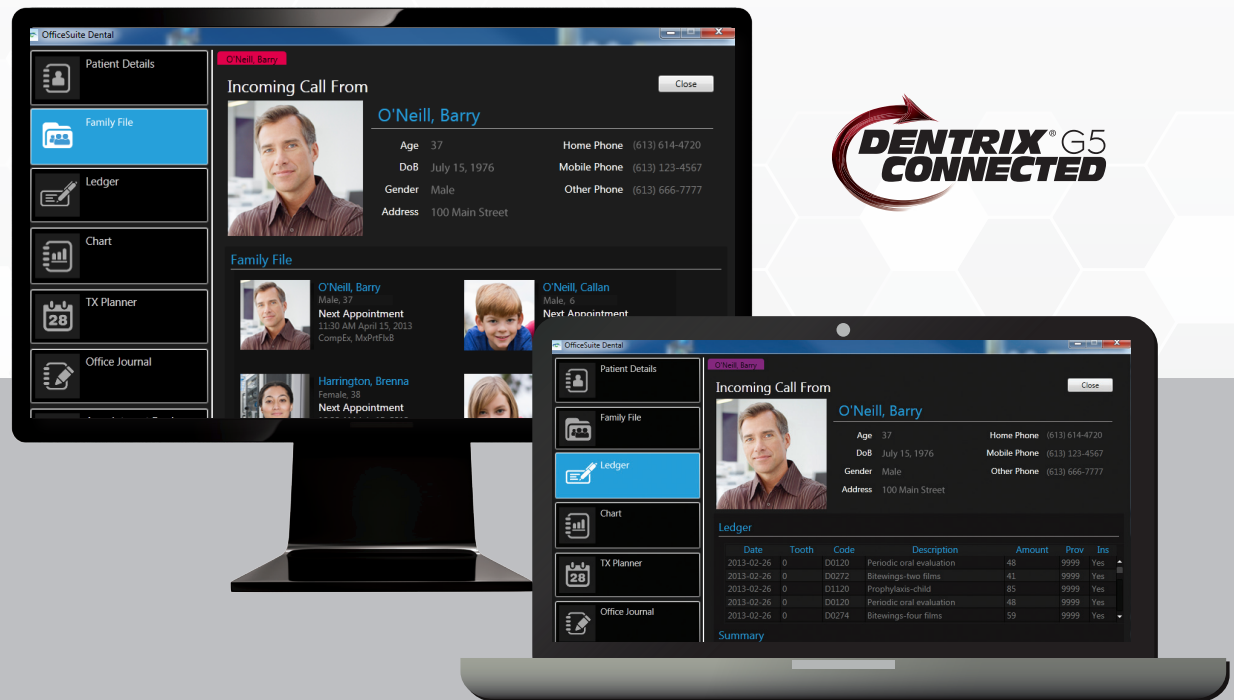 OfficeSuite Dental
Patient Details
Family File
Ledger
Chart
TX Planner
28
Office Journal
O'Neill, Barry
Incoming Call From
Close
O'Neill, Barry
Age 37
DoB July 15, 1976
Gender Male
Address 100 Main Street
Home Phone (613) 614-4720
Mobile Phone (613) 123-4567
Other Phone (613) 666-7777
Family File
O'Neill, Barry
Male, 37
Next Appointment
11:30 AM April 15, 2013
CompEx, MxPrtFlxB
O'Neill, Callan
Male, 6
Next Appointment
Harrington, Brenna
Female, 38
Next Appointment
DENTRIX® G5
CONNECTED
OfficeSuite Dental
Patient Details
Family File
Ledger
Chart
TX Planner
28
Office Journal
O'Neill, Barry
Incoming Call From
Close
O'Neill, Barry
Age 37
DoB July 15, 1976
Gender Male
Address 100 Main Street
Home Phone (613) 614-4720
Mobile Phone (613) 123-4567
Other Phone (613) 666-7777
Ledger
Date Tooth Code Description Amount Prov Ins
2013-02-26 0 D0120 Periodic oral evaluation 48 9999 Yes
2013-02-26 0 D0272 Bitewings-two films 41 9999 Yes
2013-02-26 0 D1120 Prophylaxis-child 85 9999 Yes
2013-02-26 0 D0120 Periodic oral evaluation 48 9999 Yes
2013-02-26 0 D0274 Bitewings-four films 59 9999 Yes
Summary